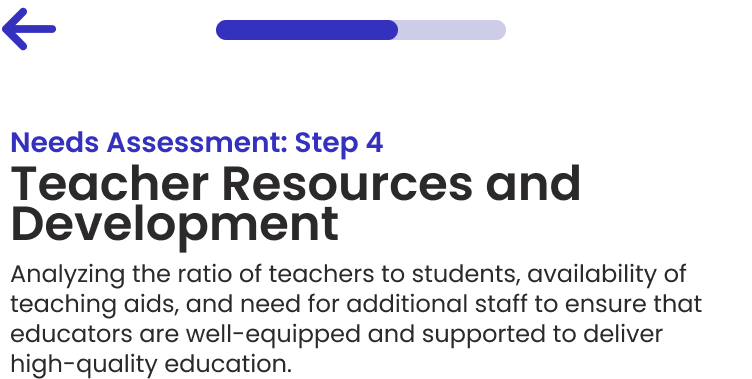 Needs Assessment: Step 4
Teacher Resources and
Development
Analyzing the ratio of teachers to students, availability of
teaching aids, and need for additional staff to ensure that
educators are well-equipped and supported to deliver
high-quality education.